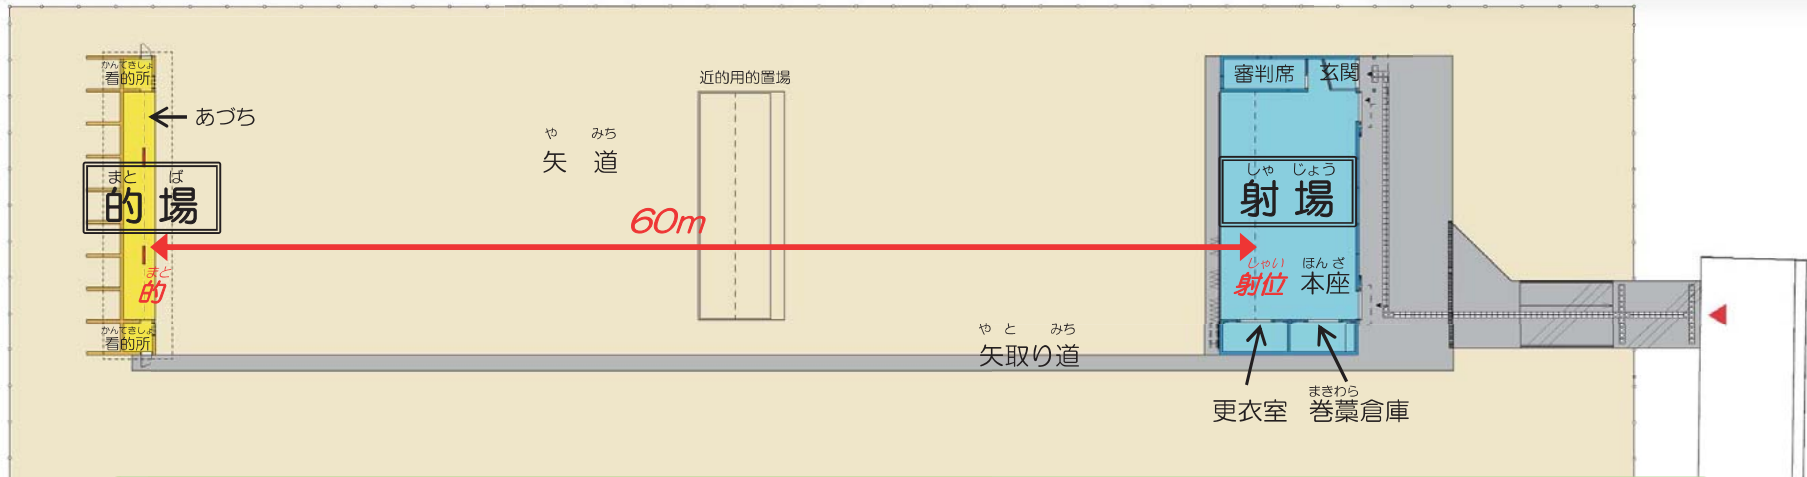 かんてきしょ
看的所
あづち
まと ば
的場
まと
的
かんてきしょ
看的所
や みち
矢 道
60m
近的用的置場
や と みち
矢取り道
審判席
玄関
しゃ じょう
射場
しゃい
射位
ほん ざ
本座
更衣室
まきわら
巻藁倉庫